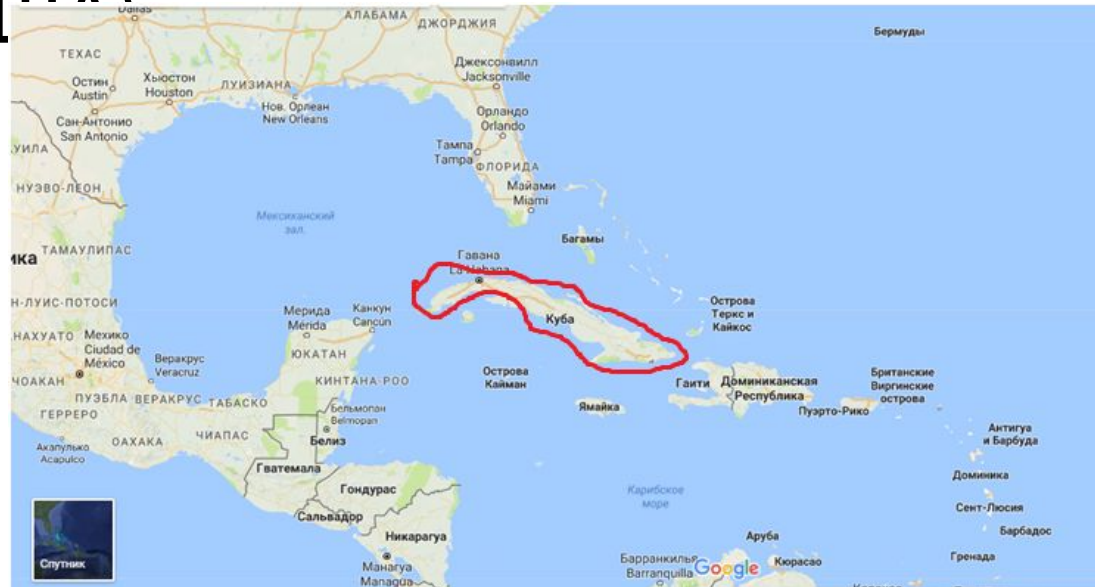 Dallas
АЛАБАМА
ДЖОРДЖИЯ
Бермуды
ТЕХАС
Джексонвилл
Jacksonville
Остин
Austin
Хьюстон
Houston
ЛУИЗИАНА
Нов. Орлеан
New Orleans
Сан-Антонио
San Antonio
Орландо
Orlando
Тампа
Tampa
ФЛОРИДА
УИЛА
НУЭВО-ЛЕОН
Майами
Miami
Мексиканский
зал.
Багамы
ика
ТАМАУЛИПАС
Гавана
La Habana
Н-ЛУИС-ПОТОСИ
Мерида
Mérida
Канкун
Cancún
Куба
Острова
Теркс и
Кайкос
НАХУАТО
Мехико
Ciudad de
México
Веракрус
Veracruz
ЮКАТАН
ЧОАКАН
КИНТАНА-РОО
Острова
Кайман
Гаити
Доминиканская
Республика
Британские
Виргинские
острова
ПУЭБЛА
ВЕРАКРУС
ТАБАСКО
Ямайка
Пуэрто-Рико
ГЕРРЕРО
Бельмопан
Belmopan
Белиз
Акапулько
Acapulco
ОАХАКА
ЧИАПАС
Антигуа
и Барбуда
Гватемала
Доминика
Гондурас
Карибское
море
Сальвадор
Сент-Люсия
Никарагуа
Барбадос
Спутник
Манагуа
Managua
Барранкилья
Barranquilla
Google
Аруба
Кюрасао
Гренада